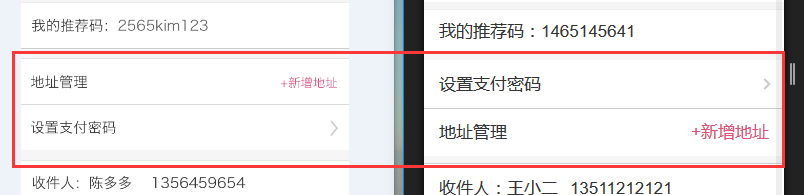 我的推荐码：2565kim123
地址管理 +新增地址
设置支付密码
收件人：陈多多 1356459654
我的推荐码：1465145641
设置支付密码
地址管理 +新增地址
收件人：王小二 13511212121